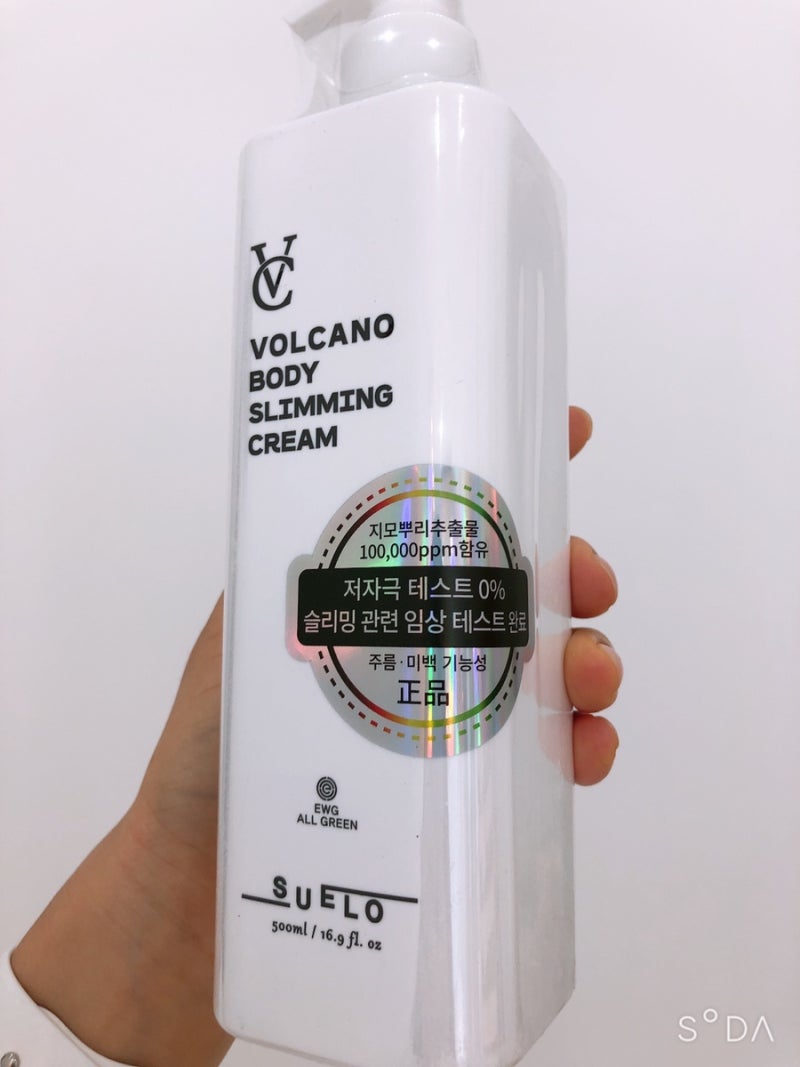 VC
VOLCANO
BODY
SLIMMING
CREAM
지모뿌리추출물
100,000ppm함유
저자극 테스트 0%
슬리밍 관련 임상 테스트 완료
주름·미백 기능성
正品
e
EWG
ALL GREEN
SUELO
500ml / 16.9 fl. oz
SODA